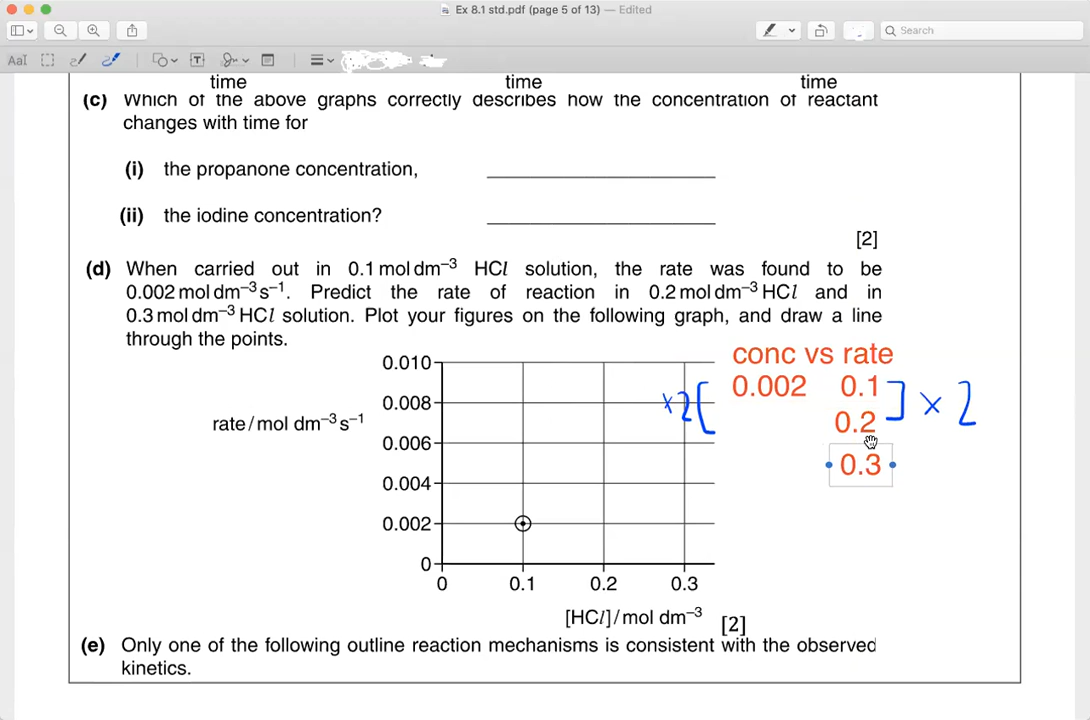 Ex 8.1 std.pdf (page 5 of 13) — Edited
Search
AaI
T
time time time
(c) Which of the above graphs correctly describes how the concentration of reactant
changes with time for
(i) the propanone concentration,
(ii) the iodine concentration?
[2]
(d) When carried out in 0.1 mol dm⁻³ HCl solution, the rate was found to be
0.002 mol dm⁻³ s⁻¹. Predict the rate of reaction in 0.2 mol dm⁻³ HCl and in
0.3 mol dm⁻³ HCl solution. Plot your figures on the following graph, and draw a line
through the points.
conc vs rate
0.002 0.1
0.2
0.3
×2[
] × 2
0.010
0.008
rate/mol dm⁻³ s⁻¹
0.006
0.004
0.002
0
0 0.1 0.2 0.3
[HCl]/mol dm⁻³
[2]
(e) Only one of the following outline reaction mechanisms is consistent with the observed
kinetics.